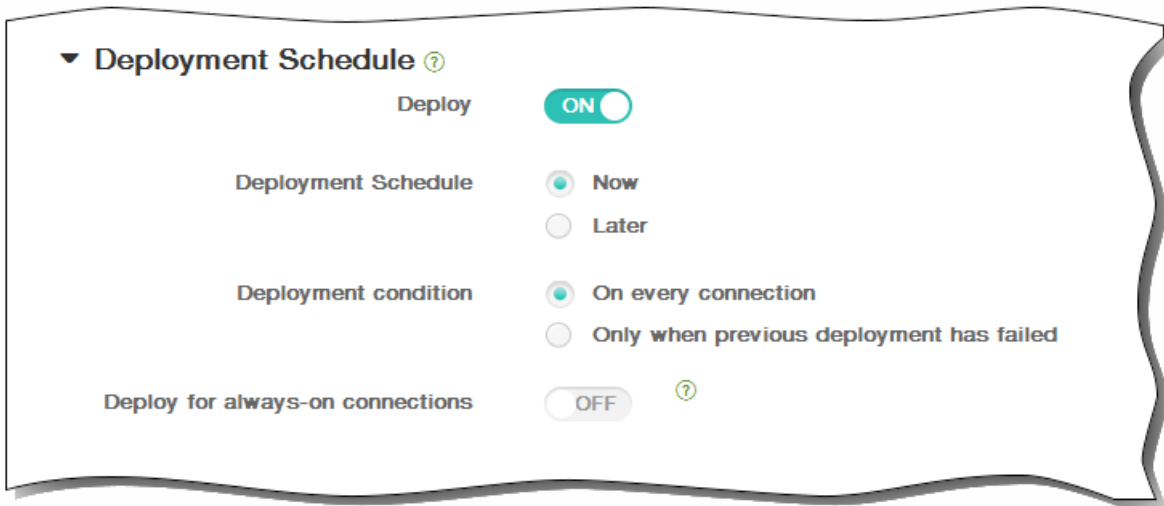 Deployment Schedule ?
Deploy ON
Deployment Schedule Now
Later
Deployment condition On every connection
Only when previous deployment has failed
Deploy for always-on connections OFF ?